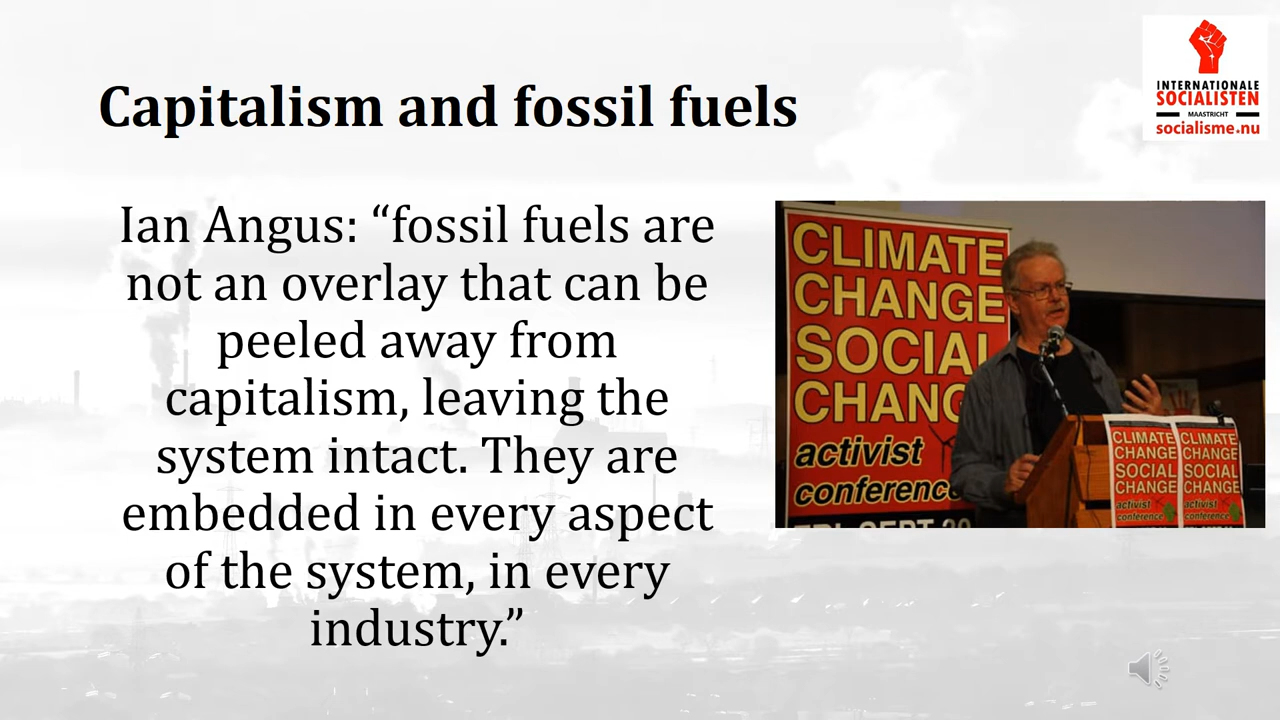 Capitalism and fossil fuels
INTERNATIONALE
SOCIALISTEN
MAASTRICHT
socialisme.nu
Ian Angus: “fossil fuels are
not an overlay that can be
peeled away from
capitalism, leaving the
system intact. They are
embedded in every aspect
of the system, in every
industry.”
CLIMATE
CHANGE
SOCIAL
CHANG
activist
conference
CLIMATE
CHANGE
SOCIAL
CHANGE
activist
conference
CLIMATE
CHANGE
SOCIAL
CHANGE
activist
conference